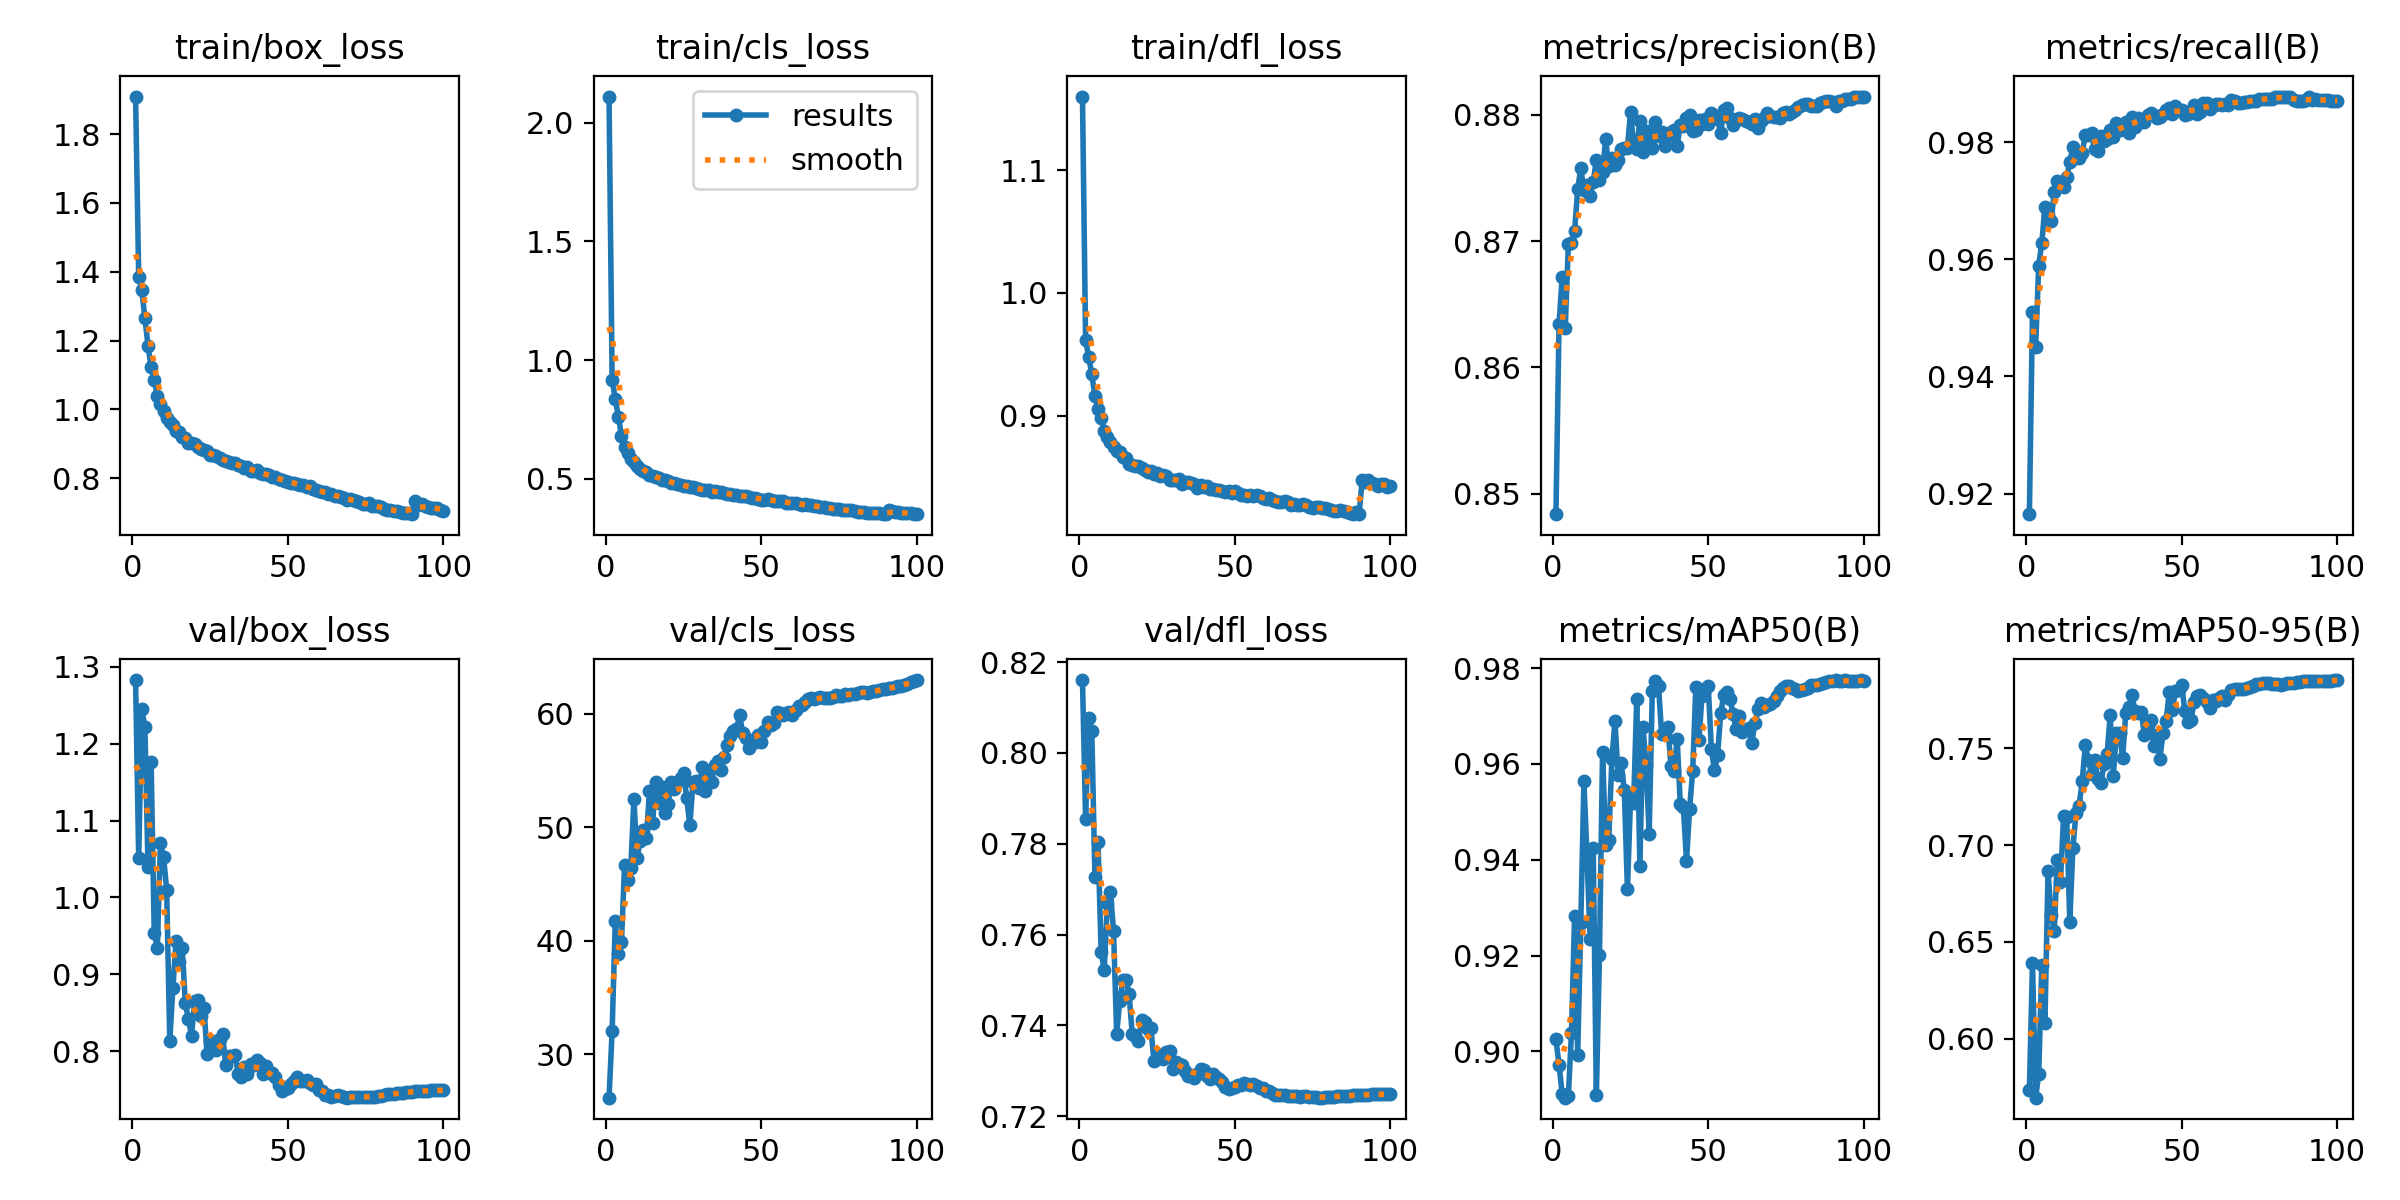 train/box_loss
1.8
1.6
1.4
1.2
1.0
0.8
0 50 100
train/cls_loss
results
smooth
2.0
1.5
1.0
0.5
0 50 100
train/dfl_loss
1.1
1.0
0.9
0 50 100
metrics/precision(B)
0.88
0.87
0.86
0.85
0 50 100
metrics/recall(B)
0.98
0.96
0.94
0.92
0 50 100
val/box_loss
1.3
1.2
1.1
1.0
0.9
0.8
0 50 100
val/cls_loss
60
50
40
30
0 50 100
val/dfl_loss
0.82
0.80
0.78
0.76
0.74
0.72
0 50 100
metrics/mAP50(B)
0.98
0.96
0.94
0.92
0.90
0 50 100
metrics/mAP50-95(B)
0.75
0.70
0.65
0.60
0 50 100